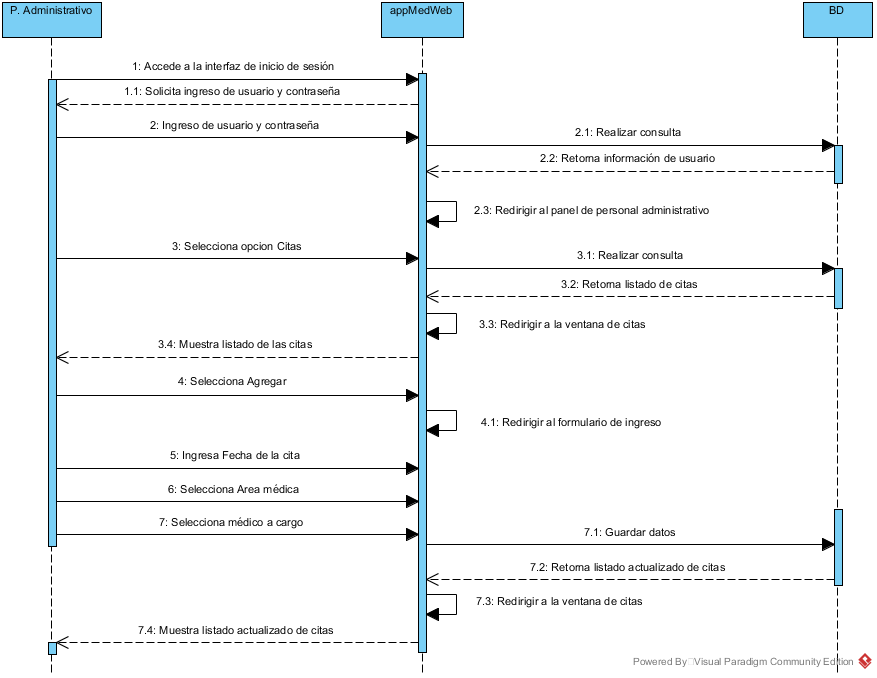 P. Administrativo
appMedWeb
BD
1: Accede a la interfaz de inicio de sesión
1.1: Solicita ingreso de usuario y contraseña
2: Ingreso de usuario y contraseña
2.1: Realizar consulta
2.2: Retorna información de usuario
2.3: Redirigir al panel de personal administrativo
3: Selecciona opcion Citas
3.1: Realizar consulta
3.2: Retorna listado de citas
3.3: Redirigir a la ventana de citas
3.4: Muestra listado de las citas
4: Selecciona Agregar
4.1: Redirigir al formulario de ingreso
5: Ingresa Fecha de la cita
6: Selecciona Area médica
7: Selecciona médico a cargo
7.1: Guardar datos
7.2: Retorna listado actualizado de citas
7.3: Redirigir a la ventana de citas
7.4: Muestra listado actualizado de citas
Powered By Visual Paradigm Community Edition